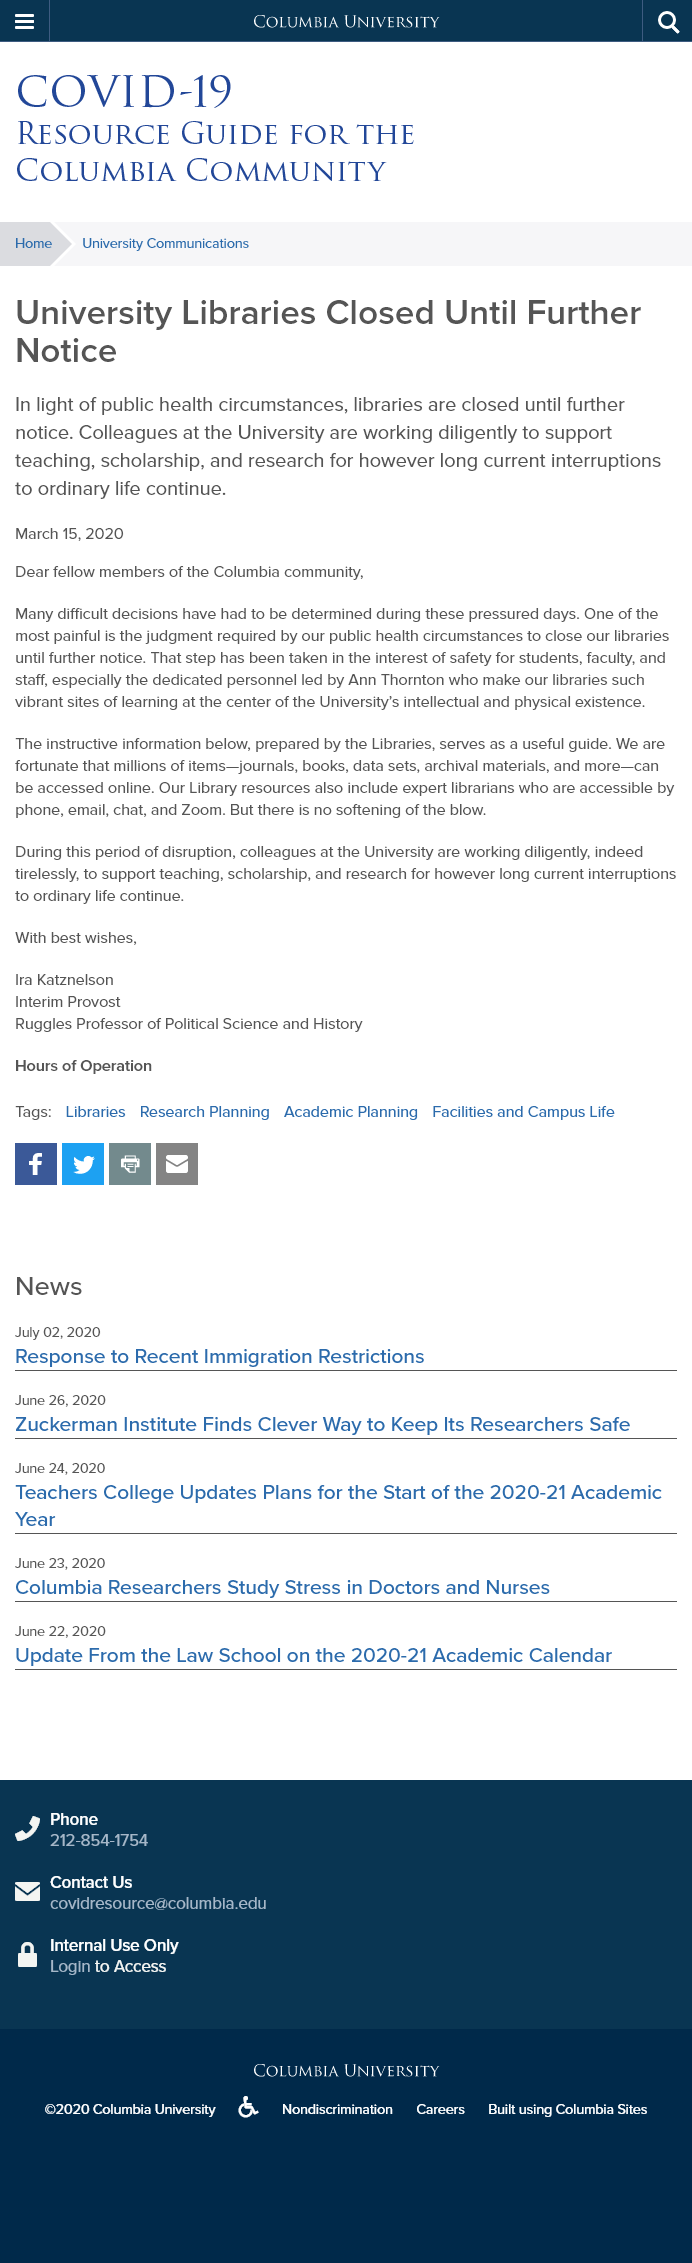 Columbia University
COVID-19
Resource Guide for the
Columbia Community
Home University Communications
University Libraries Closed Until Further
Notice
In light of public health circumstances, libraries are closed until further
notice. Colleagues at the University are working diligently to support
teaching, scholarship, and research for however long current interruptions
to ordinary life continue.
March 15, 2020
Dear fellow members of the Columbia community,
Many difficult decisions have had to be determined during these pressured days. One of the
most painful is the judgment required by our public health circumstances to close our libraries
until further notice. That step has been taken in the interest of safety for students, faculty, and
staff, especially the dedicated personnel led by Ann Thornton who make our libraries such
vibrant sites of learning at the center of the University’s intellectual and physical existence.
The instructive information below, prepared by the Libraries, serves as a useful guide. We are
fortunate that millions of items—journals, books, data sets, archival materials, and more—can
be accessed online. Our Library resources also include expert librarians who are accessible by
phone, email, chat, and Zoom. But there is no softening of the blow.
During this period of disruption, colleagues at the University are working diligently, indeed
tirelessly, to support teaching, scholarship, and research for however long current interruptions
to ordinary life continue.
With best wishes,
Ira Katznelson
Interim Provost
Ruggles Professor of Political Science and History
Hours of Operation
Tags: Libraries Research Planning Academic Planning Facilities and Campus Life
News
July 02, 2020
Response to Recent Immigration Restrictions
June 26, 2020
Zuckerman Institute Finds Clever Way to Keep Its Researchers Safe
June 24, 2020
Teachers College Updates Plans for the Start of the 2020-21 Academic
Year
June 23, 2020
Columbia Researchers Study Stress in Doctors and Nurses
June 22, 2020
Update From the Law School on the 2020-21 Academic Calendar
Phone
212-854-1754
Contact Us
covidresource@columbia.edu
Internal Use Only
Login to Access
Columbia University
©2020 Columbia University Nondiscrimination Careers Built using Columbia Sites